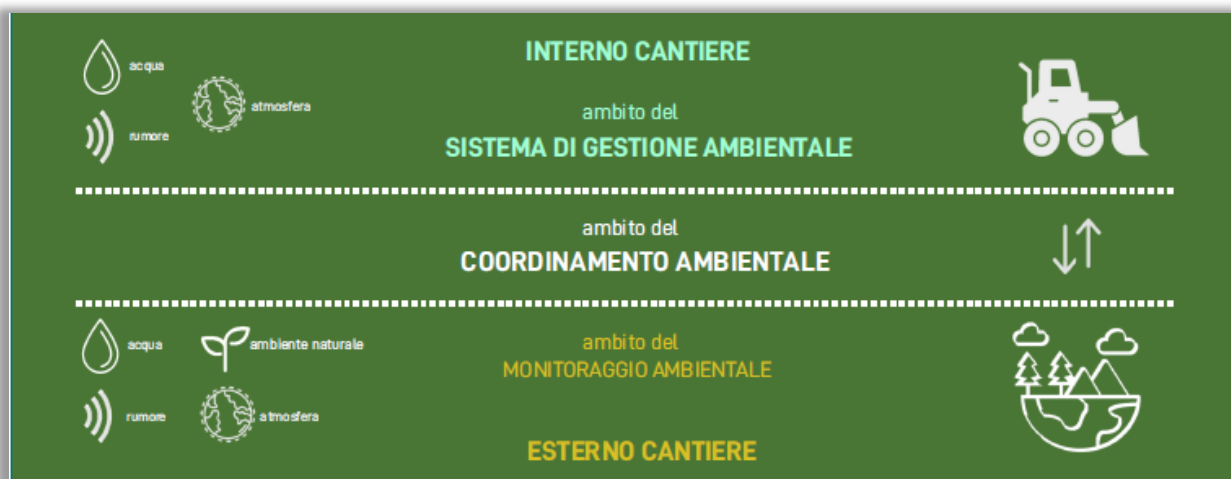 INTERNO CANTIERE
acqua
atmosfera
rumore
ambito del
SISTEMA DI GESTIONE AMBIENTALE
ambito del
COORDINAMENTO AMBIENTALE
acqua
ambiente naturale
rumore
atmosfera
ambito del
MONITORAGGIO AMBIENTALE
ESTERNO CANTIERE